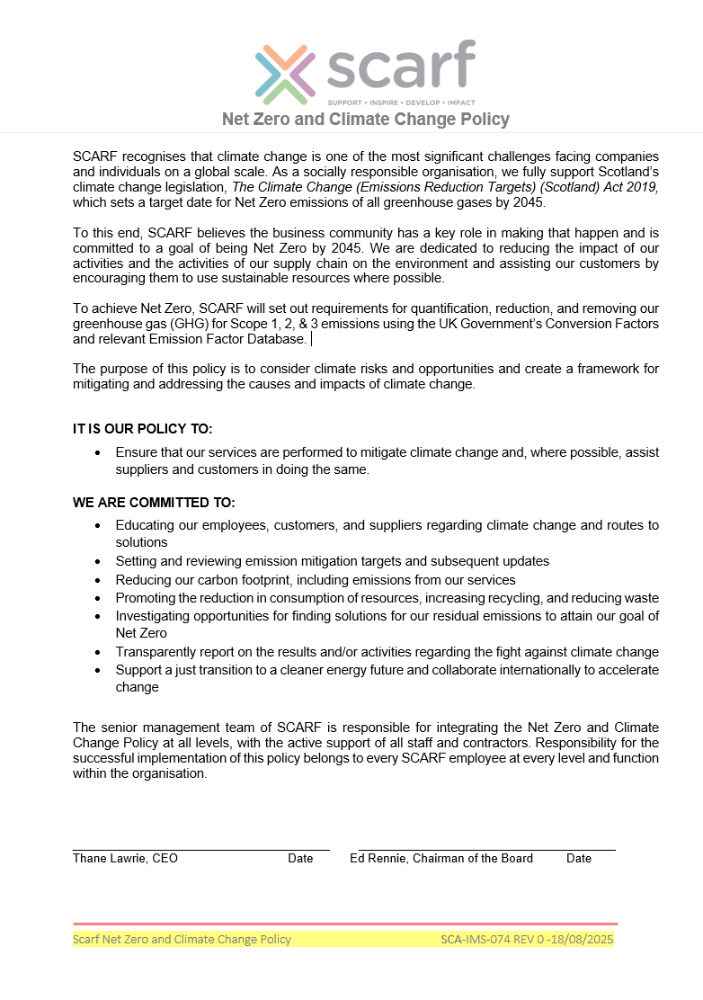 scarf
SUPPORT • INSPIRE • DEVELOP • IMPACT
Net Zero and Climate Change Policy
SCARF recognises that climate change is one of the most significant challenges facing companies
and individuals on a global scale. As a socially responsible organisation, we fully support Scotland's
climate change legislation, The Climate Change (Emissions Reduction Targets) (Scotland) Act 2019,
which sets a target date for Net Zero emissions of all greenhouse gases by 2045.
To this end, SCARF believes the business community has a key role in making that happen and is
committed to a goal of being Net Zero by 2045. We are dedicated to reducing the impact of our
activities and the activities of our supply chain on the environment and assisting our customers by
encouraging them to use sustainable resources where possible.
To achieve Net Zero, SCARF will set out requirements for quantification, reduction, and removing our
greenhouse gas (GHG) for Scope 1, 2, & 3 emissions using the UK Government's Conversion Factors
and relevant Emission Factor Database.
The purpose of this policy is to consider climate risks and opportunities and create a framework for
mitigating and addressing the causes and impacts of climate change.
IT IS OUR POLICY TO:
• Ensure that our services are performed to mitigate climate change and, where possible, assist
suppliers and customers in doing the same.
WE ARE COMMITTED TO:
• Educating our employees, customers, and suppliers regarding climate change and routes to
solutions
• Setting and reviewing emission mitigation targets and subsequent updates
• Reducing our carbon footprint, including emissions from our services
• Promoting the reduction in consumption of resources, increasing recycling, and reducing waste
• Investigating opportunities for finding solutions for our residual emissions to attain our goal of
Net Zero
• Transparently report on the results and/or activities regarding the fight against climate change
• Support a just transition to a cleaner energy future and collaborate internationally to accelerate
change
The senior management team of SCARF is responsible for integrating the Net Zero and Climate
Change Policy at all levels, with the active support of all staff and contractors. Responsibility for the
successful implementation of this policy belongs to every SCARF employee at every level and function
within the organisation.
Thane Lawrie, CEO Date Ed Rennie, Chairman of the Board Date
Scarf Net Zero and Climate Change Policy SCA-IMS-074 REV 0 -18/08/2025